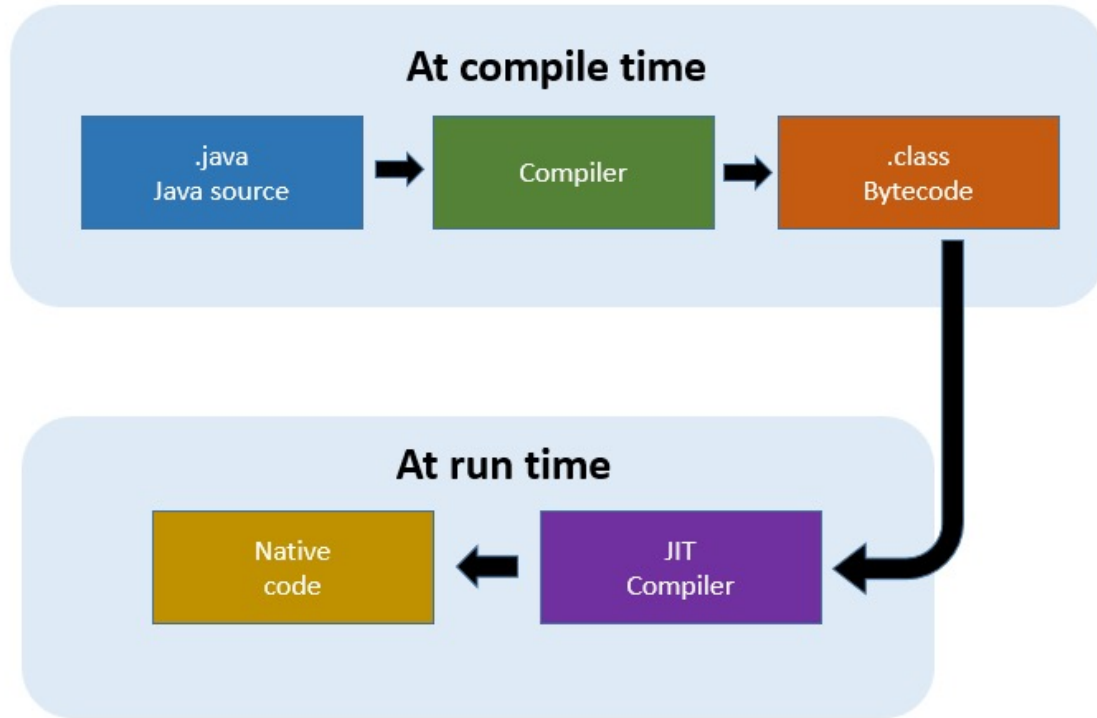 At compile time
.java
Java source
Compiler
.class
Bytecode
At run time
Native
code
JIT
Compiler